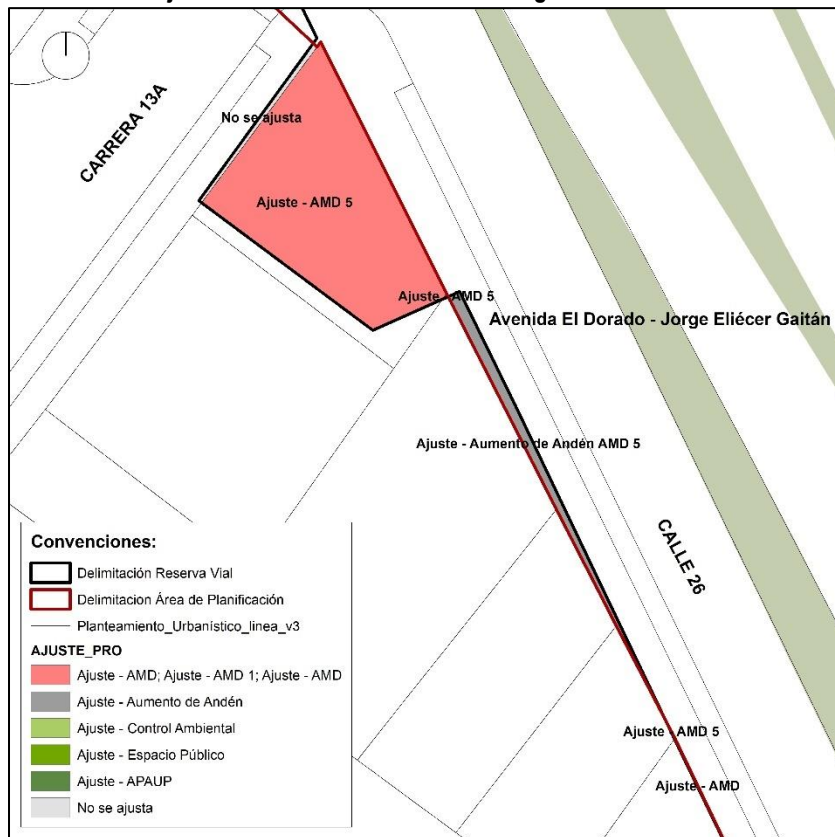 CARRERA 13A
No se ajusta
Ajuste - AMD 5
Ajuste - AMD 5
Avenida El Dorado - Jorge Eliécer Gaitán
Ajuste - Aumento de Andén AMD 5
CALLE 26
Ajuste - AMD 5
Ajuste - AMD
Convenciones:
Delimitación Reserva Vial
Delimitacion Área de Planificación
Planteamiento_Urbanístico_linea_v3
AJUSTE_PRO
Ajuste - AMD; Ajuste - AMD 1; Ajuste - AMD
Ajuste - Aumento de Andén
Ajuste - Control Ambiental
Ajuste - Espacio Público
Ajuste - APAUP
No se ajusta